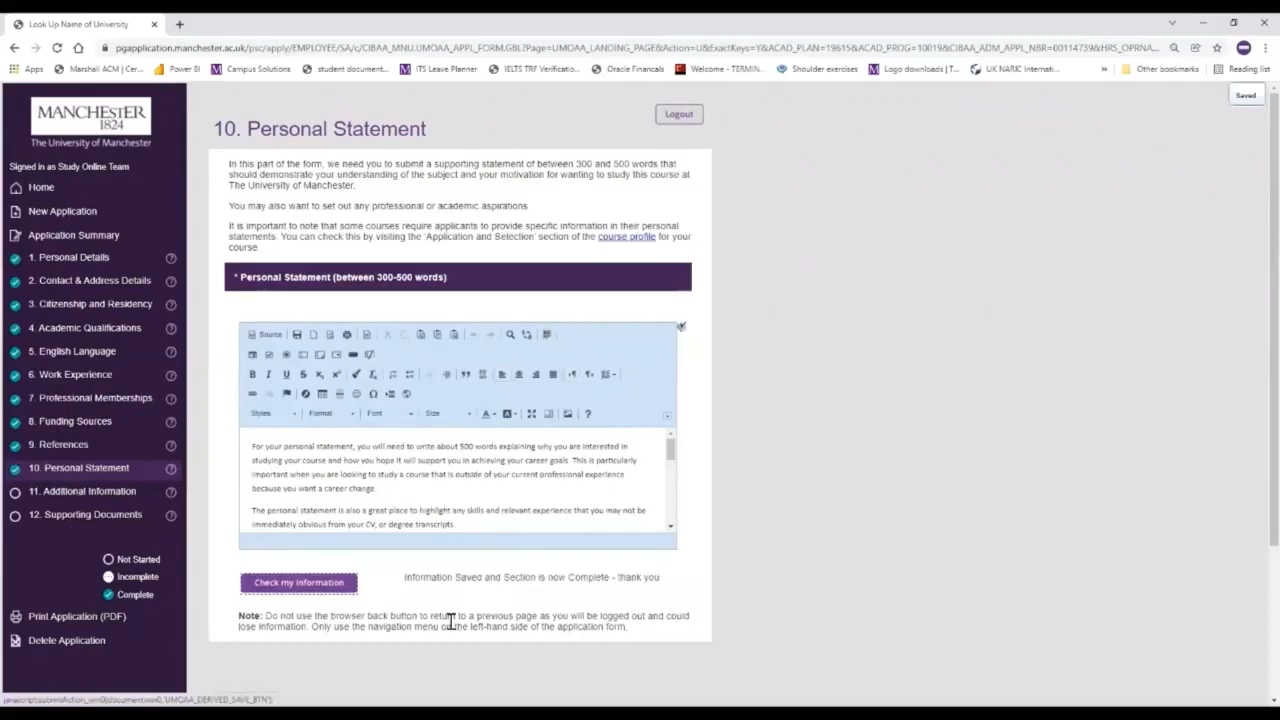 Look Up Name of University
pgapplication.manchester.ac.uk/psc/apply/EMPLOYEE/SA/c/CIBAA_MNU.UMOAA_APPL_FORM.GBL?Page=UMOAA_LANDING_PAGE&Action=U&ExactKeys=Y&ACAD_PLAN=19615&ACAD_PROG=10019&CIBAA_ADM_APPL_NBR=00114739&HRS_OPRNA...
Apps
Marshall ACM | Cer...
Power BI
Campus Solutions
student document...
ITS Leave Planner
IELTS TRF Verificatio...
Oracle Financals
Welcome - TERMIN...
Shoulder exercises
Logo downloads | T...
UK NARIC Internati...
»
Other bookmarks
Reading list
MANCHESTER
1824
The University of Manchester
Signed in as Study Online Team
Home
New Application
Application Summary
1. Personal Details
2. Contact & Address Details
3. Citizenship and Residency
4. Academic Qualifications
5. English Language
6. Work Experience
7. Professional Memberships
8. Funding Sources
9. References
10. Personal Statement
11. Additional Information
12. Supporting Documents
Not Started
Incomplete
Complete
Print Application (PDF)
Delete Application
Saved
Logout
10. Personal Statement
In this part of the form, we need you to submit a supporting statement of between 300 and 500 words that
should demonstrate your understanding of the subject and your motivation for wanting to study this course at
The University of Manchester.
You may also want to set out any professional or academic aspirations
It is important to note that some courses require applicants to provide specific information in their personal
statements. You can check this by visiting the 'Application and Selection' section of the course profile for your
course.
* Personal Statement (between 300-500 words)
Source
Styles
Format
Font
Size
For your personal statement, you will need to write about 500 words explaining why you are interested in
studying your course and how you hope it will support you in achieving your career goals. This is particularly
important when you are looking to study a course that is outside of your current professional experience
because you want a career change.
The personal statement is also a great place to highlight any skills and relevant experience that you may not be
immediately obvious from your CV, or degree transcripts.
Check my information
Information Saved and Section is now Complete - thank you
Note: Do not use the browser back button to return to a previous page as you will be logged out and could
lose information. Only use the navigation menu on the left-hand side of the application form.